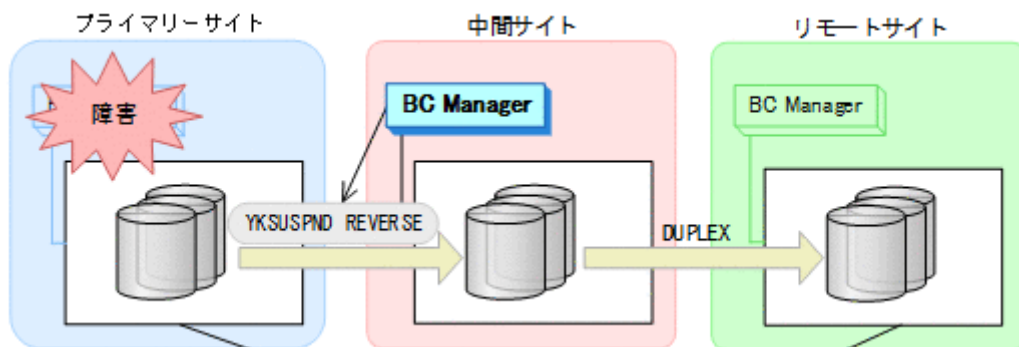 プライマリーサイト
中間サイト
リモートサイト
障害
BC Manager
BC Manager
YKSUSPND REVERSE
DUPLEX